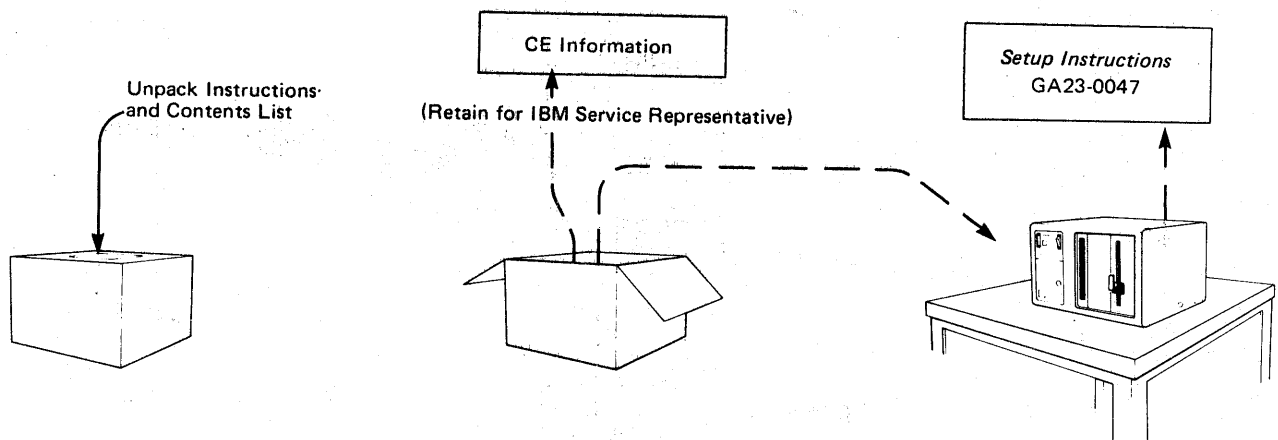 Unpack Instructions
and Contents List
CE Information
(Retain for IBM Service Representative)
Setup Instructions
GA23-0047